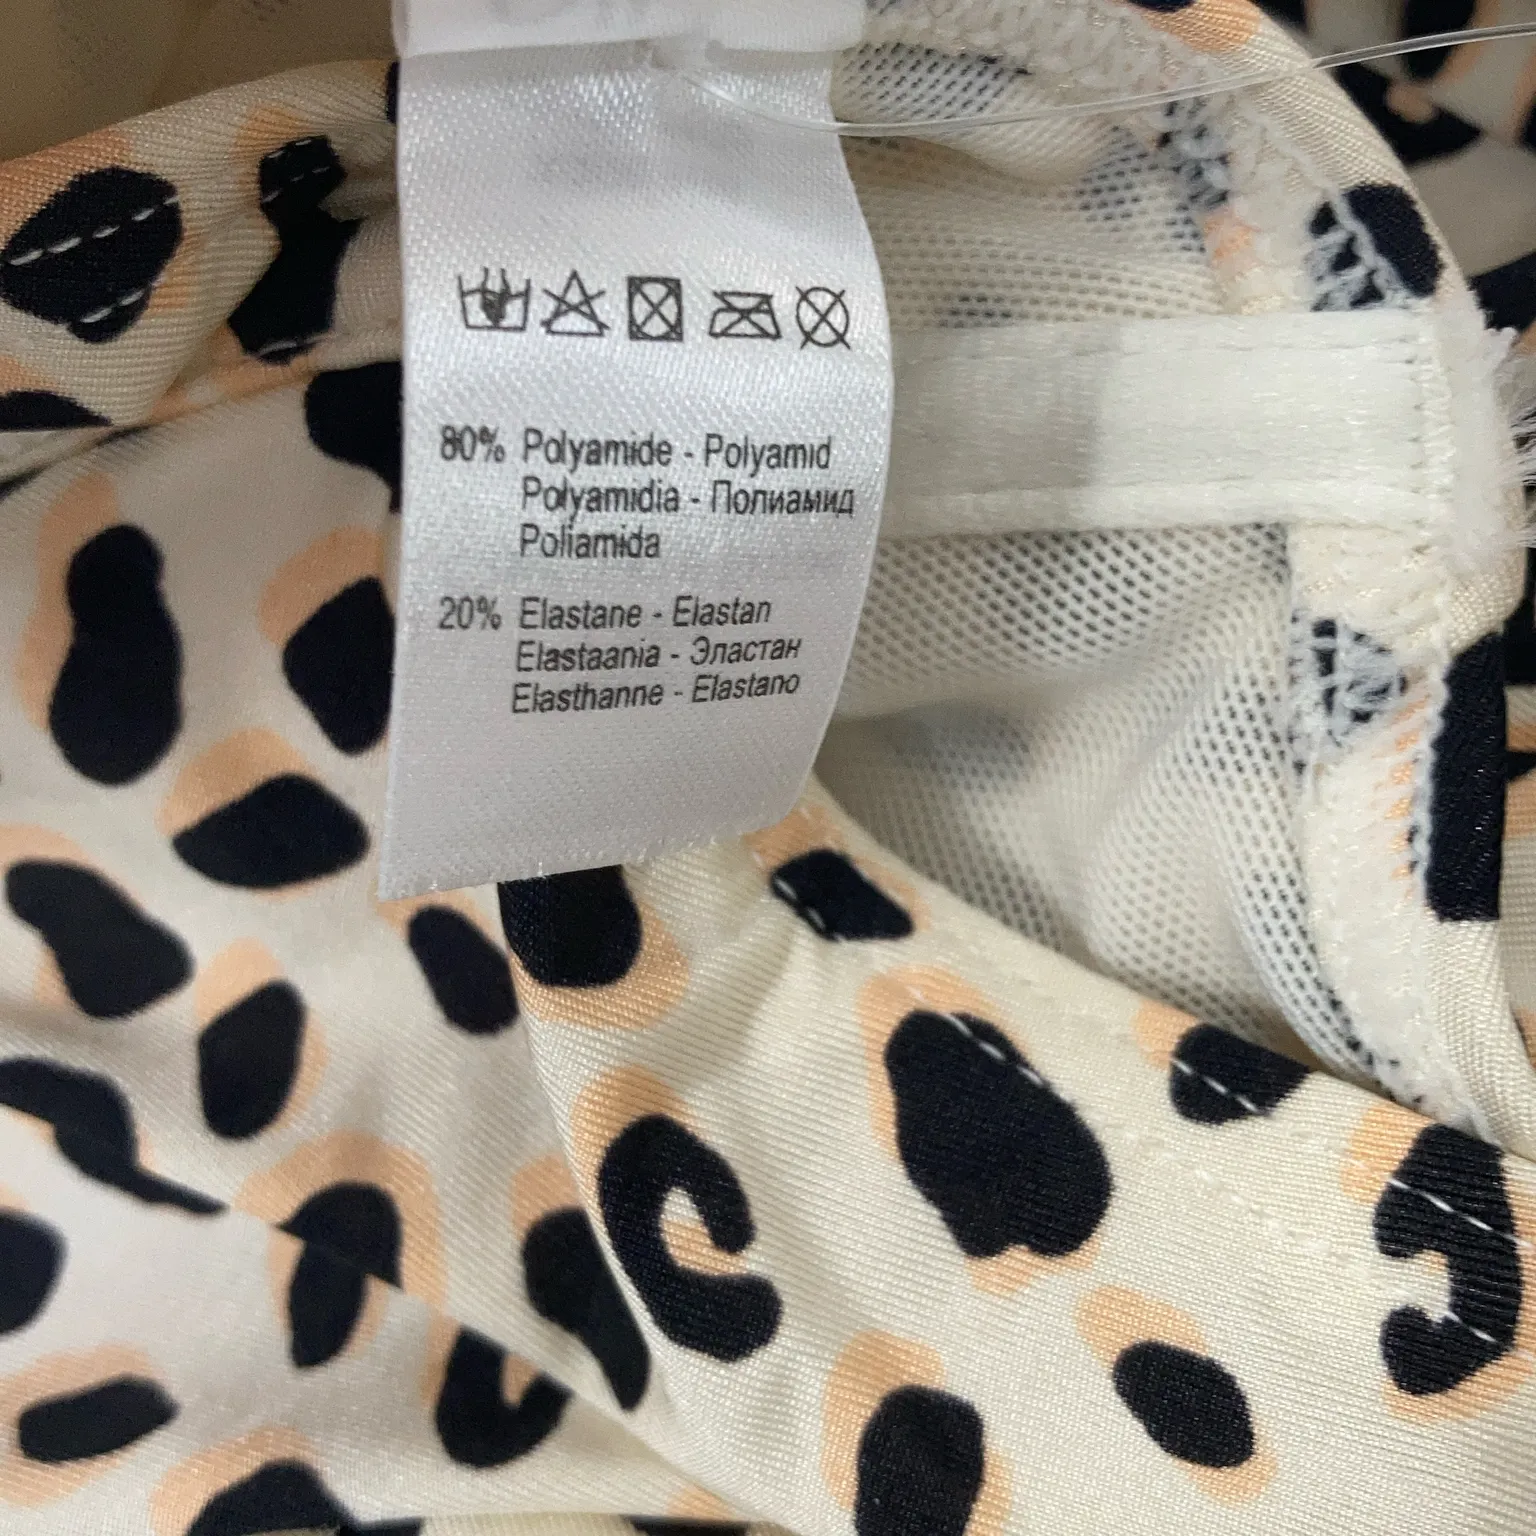 80% Polyamide - Polyamid
Polyamidia - Полиамид
Poliamida
20% Elastane - Elastan
Elastaania - Эластан
Elasthanne - Elastano